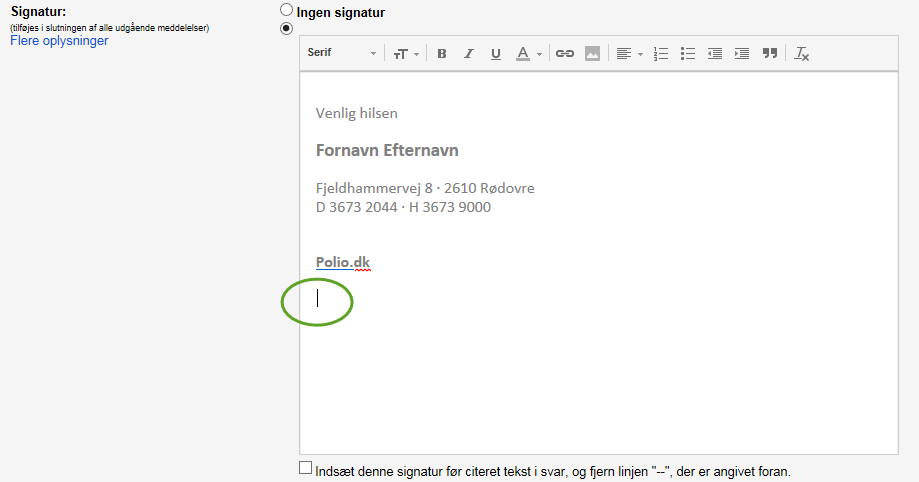 Signatur:
(tilføjes i slutningen af alle udgående meddelelser)
Flere oplysninger
Ingen signatur
Serif
Venlig hilsen
Fornavn Efternavn
Fjeldhammervej 8 · 2610 Rødovre
D 3673 2044 · H 3673 9000
Polio.dk
Indsæt denne signatur før citeret tekst i svar, og fjern linjen "--", der er angivet foran.